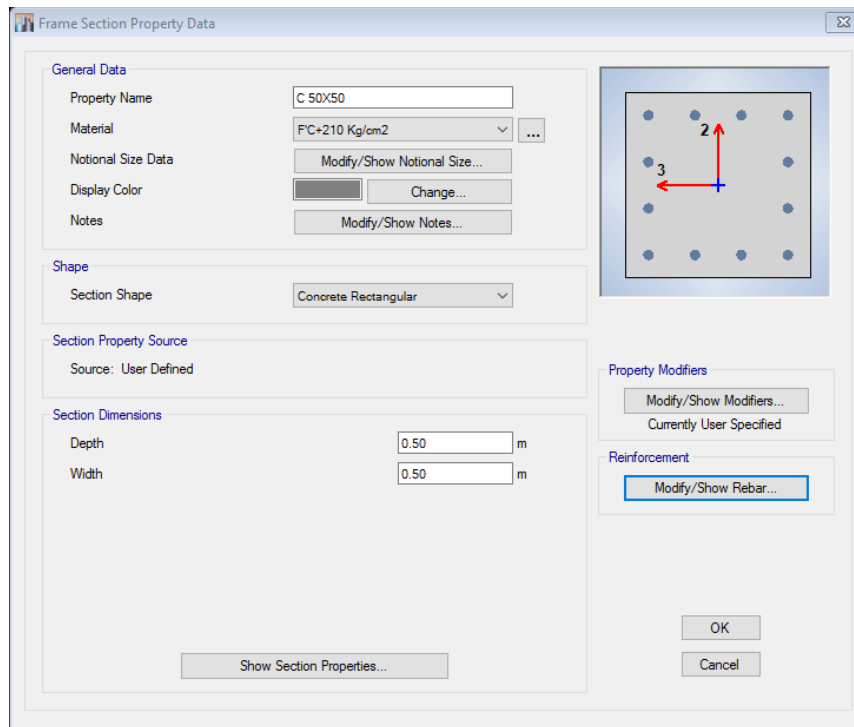 Frame Section Property Data
General Data
Property Name C 50X50
Material F'C+210 Kg/cm2 ...
Notional Size Data Modify/Show Notional Size...
Display Color Change...
Notes Modify/Show Notes...
2
3
Shape
Section Shape Concrete Rectangular
Section Property Source
Source: User Defined
Property Modifiers
Modify/Show Modifiers...
Currently User Specified
Section Dimensions
Depth 0.50 m
Width 0.50 m
Reinforcement
Modify/Show Rebar...
OK
Show Section Properties...
Cancel